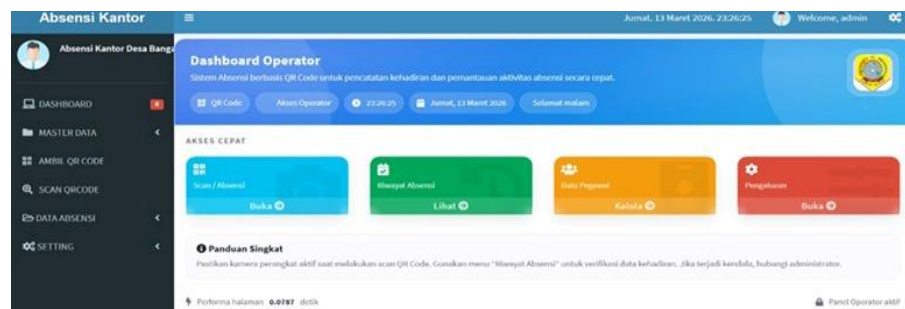 Absensi Kantor
Jumat, 13 Maret 2026, 23:26:25
Welcome, admin
Absensi Kantor Desa Banga
Dashboard Operator
Sistem Absensi berbasis QR Code untuk pencatatan kehadiran dan pemantauan aktivitas absensi secara cepat.
QR Code
Akses Operator
23:26:25
Jumat, 13 Maret 2026
Selamat malam
DASHBOARD
MASTER DATA
AMBIL QR CODE
SCAN QRCODE
DATA ABSENSI
SETTING
AKSES CEPAT
Scan / Absensi
Buka
Riwayat Absensi
Lihat
Data Pegawai
Kelola
Pengaturan
Buka
Panduan Singkat
Pastikan kamera perangkat aktif saat melakukan scan QR Code. Gunakan menu "Riwayat Absensi" untuk verifikasi data kehadiran. Jika terjadi kendala, hubungi administrator.
Performa halaman 0.0787 detik
Panel Operator aktif